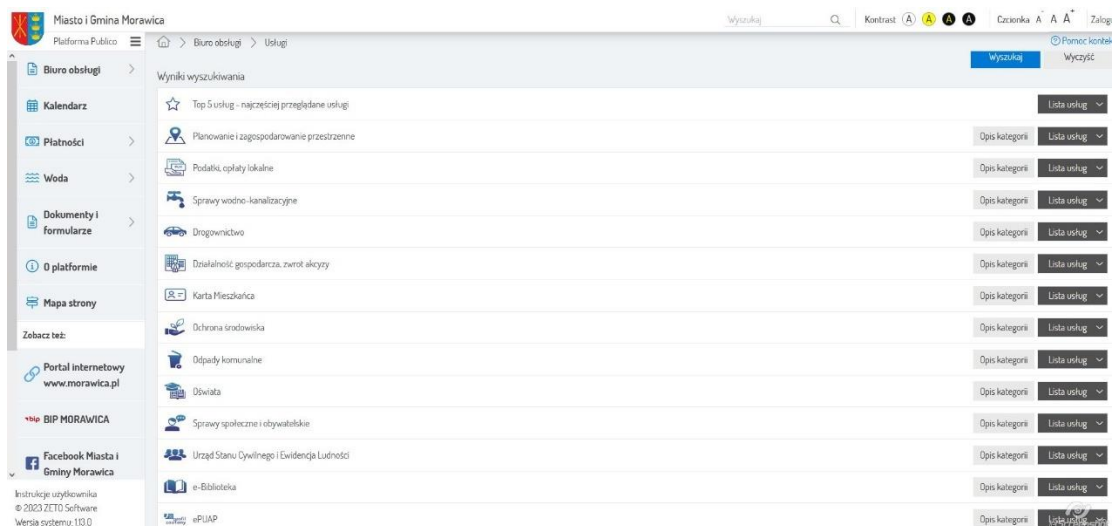 Miasto i Gmina Morawica
Wyszukaj
Kontrast A A A A
Czcionka A- A A A+
Zalog
Platforma Publico
Biuro obsługi > Usługi
Pomoc kontek
Wyszukaj
Wyczyść
Biuro obsługi
Kalendarz
Płatności
Woda
Dokumenty i
formularze
O platformie
Mapa strony
Zobacz też:
Portal internetowy
www.morawica.pl
bip BIP MORAWICA
Facebook Miasta i
Gminy Morawica
Instrukcje użytkownika
© 2023 ZETO Software
Wersja systemu: 1.13.0
Wyniki wyszukiwania
Top 5 usług - najczęściej przeglądane usługi Lista usług
Planowanie i zagospodarowanie przestrzenne Opis kategorii Lista usług
Podatki, opłaty lokalne Opis kategorii Lista usług
Sprawy wodno-kanalizacyjne Opis kategorii Lista usług
Drogownictwo Opis kategorii Lista usług
Działalność gospodarcza, zwrot akcyzy Opis kategorii Lista usług
Karta Mieszkańca Opis kategorii Lista usług
Ochrona środowiska Opis kategorii Lista usług
Odpady komunalne Opis kategorii Lista usług
Oświata Opis kategorii Lista usług
Sprawy społeczne i obywatelskie Opis kategorii Lista usług
Urząd Stanu Cywilnego i Ewidencja Ludności Opis kategorii Lista usług
e-Biblioteka Opis kategorii Lista usług
ePUAP Opis kategorii Lista usług